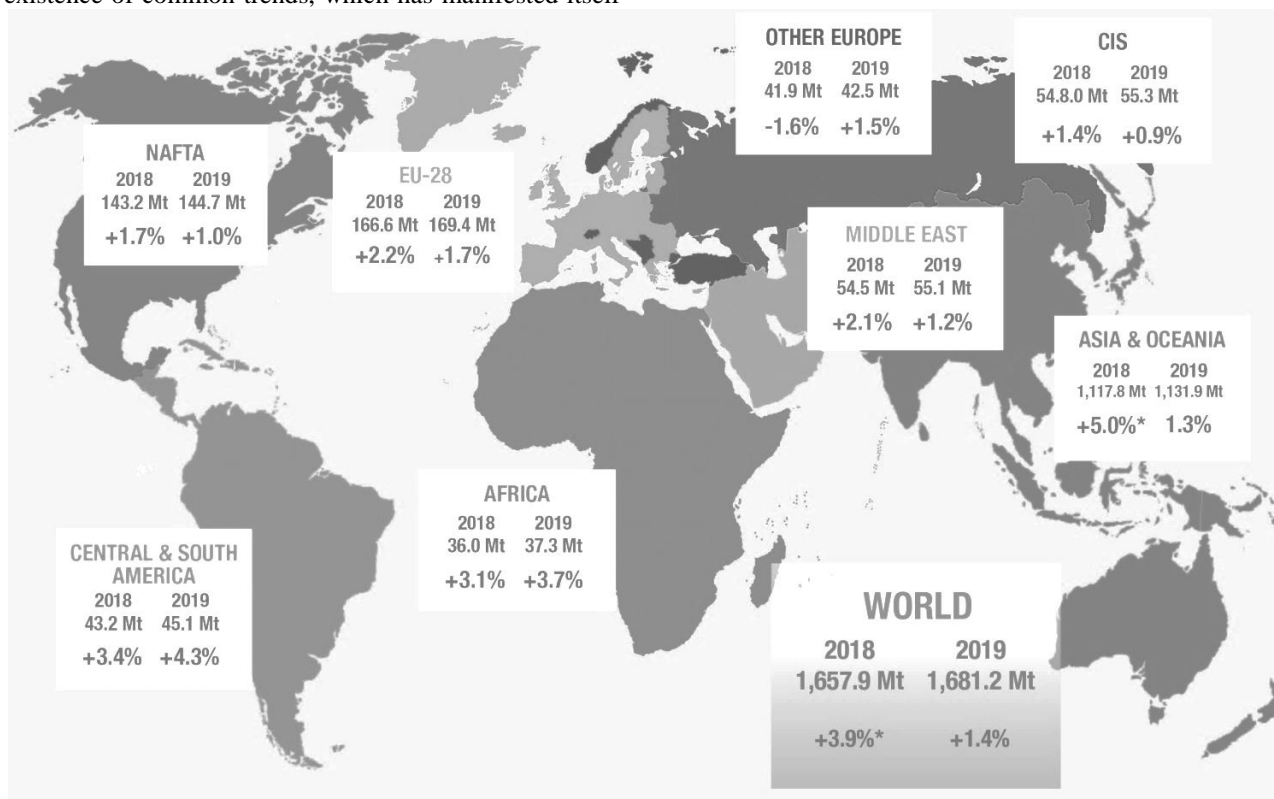 existence of common trends, which has manifested itself
OTHER EUROPE
2018 2019
41.9 Mt 42.5 Mt
-1.6% +1.5%
CIS
2018 2019
54.8.0 Mt 55.3 Mt
+1.4% +0.9%
NAFTA
2018 2019
143.2 Mt 144.7 Mt
+1.7% +1.0%
EU-28
2018 2019
166.6 Mt 169.4 Mt
+2.2% +1.7%
MIDDLE EAST
2018 2019
54.5 Mt 55.1 Mt
+2.1% +1.2%
ASIA & OCEANIA
2018 2019
1,117.8 Mt 1,131.9 Mt
+5.0%* 1.3%
AFRICA
2018 2019
36.0 Mt 37.3 Mt
+3.1% +3.7%
CENTRAL & SOUTH
AMERICA
2018 2019
43.2 Mt 45.1 Mt
+3.4% +4.3%
WORLD
2018 2019
1,657.9 Mt 1,681.2 Mt
+3.9%* +1.4%